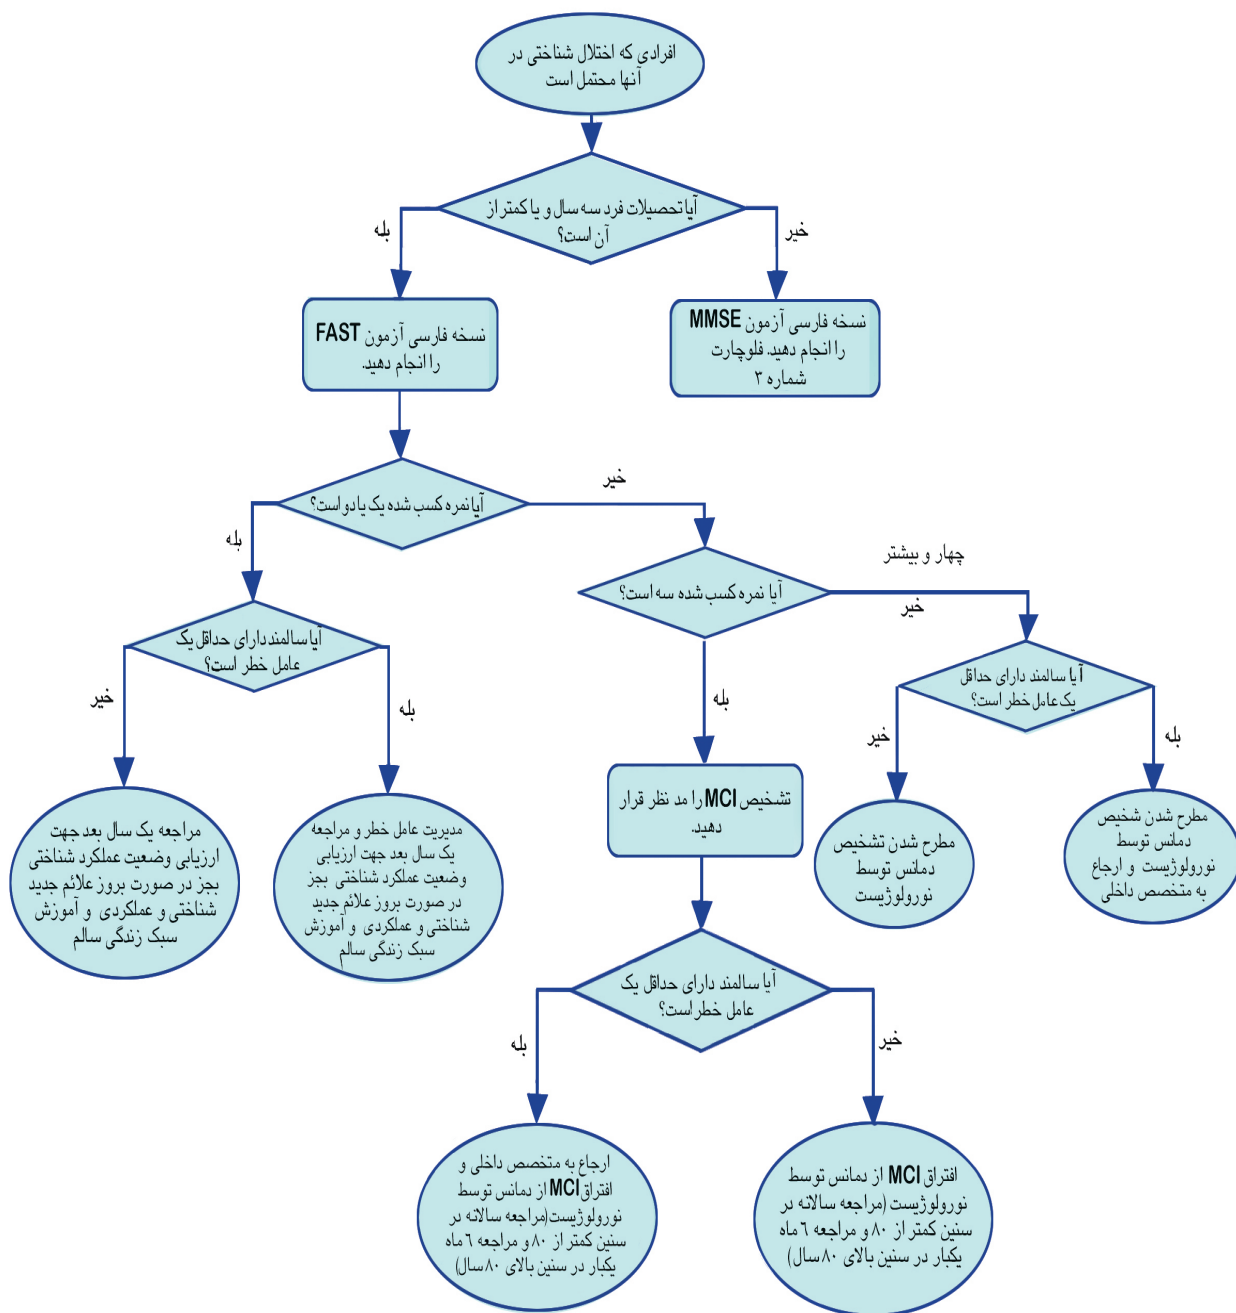 افرادی که اختلال شناختی در
آنها محتمل است
آیا تحصیلات فرد سه سال و یا کمتر از
آن است؟
بله
خیر
نسخه فارسی آزمون FAST
را انجام دهید.
نسخه فارسی آزمون MMSE
را انجام دهید. فلوچارت
شماره ۳
آیا نمره کسب شده یک یا دو است؟
خیر
بله
چهار و بیشتر
آیا نمره کسب شده سه است؟
خیر
آیا سالمند دارای حداقل یک
عامل خطر است؟
آیا سالمند دارای حداقل
یک عامل خطر است؟
خیر
بله
بله
خیر
بله
تشخیص MCI را مد نظر قرار
دهید.
مراجعه یک سال بعد جهت
ارزیابی وضعیت عملکرد شناختی
بجز در صورت بروز علائم جدید
شناختی و عملکردی و آموزش
سبک زندگی سالم
مدیریت عامل خطر و مراجعه
یک سال بعد جهت ارزیابی
وضعیت عملکرد شناختی بجز
در صورت بروز علائم جدید
شناختی و عملکردی و آموزش
سبک زندگی سالم
مطرح شدن تشخیص
دمانس توسط
نورولوژیست
مطرح شدن شخیص
دمانس توسط
نورولوژیست و ارجاع
به متخصص داخلی
آیا سالمند دارای حداقل یک
عامل خطر است؟
بله
خیر
ارجاع به متخصص داخلی و
افتراق MCI از دمانس توسط
نورولوژیست(مراجعه سالانه در
سنین کمتر از ۸۰ و مراجعه ۶ ماه
یکبار در سنین بالای ۸۰ سال)
افتراق MCI از دمانس توسط
نورولوژیست (مراجعه سالانه در
سنین کمتر از ۸۰ و مراجعه ۶ ماه
یکبار در سنین بالای ۸۰ سال)